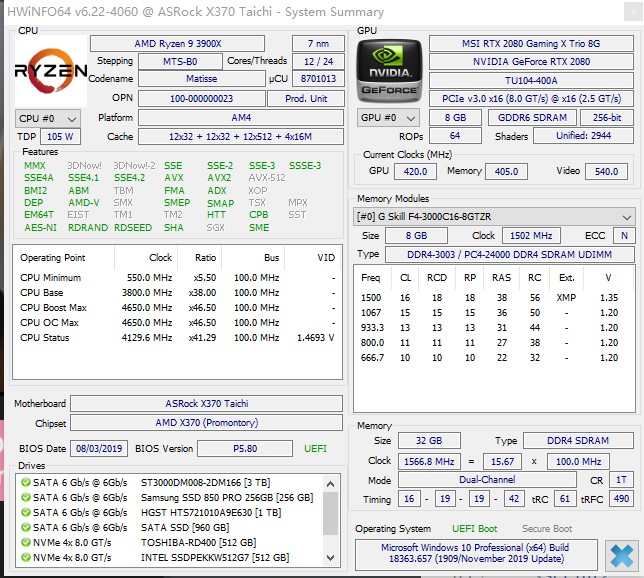 HWiNFO64 v6.22-4060 @ ASRock X370 Taichi - System Summary
CPU
RYZEN
AMD Ryzen 9 3900X 7 nm
Stepping MTS-B0 Cores/Threads 12 / 24
Codename Matisse µCU 8701013
OPN 100-000000023 Prod. Unit
CPU #0 Platform AM4
TDP 105 W Cache 12x32 + 12x32 + 12x512 + 4x16M
Features
MMX 3DNow! 3DNow!-2 SSE SSE-2 SSE-3 SSSE-3
SSE4A SSE4.1 SSE4.2 AVX AVX2 AVX-512
BMI2 ABM TBM FMA ADX XOP
DEP AMD-V SMX SMEP SMAP TSX MPX
EM64T EIST TM1 TM2 HTT CPB SST
AES-NI RDRAND RDSEED SHA SGX SME
Operating Point Clock Ratio Bus VID
CPU Minimum 550.0 MHz x5.50 100.0 MHz -
CPU Base 3800.0 MHz x38.00 100.0 MHz -
CPU Boost Max 4650.0 MHz x46.50 100.0 MHz -
CPU OC Max 4650.0 MHz x46.50 100.0 MHz -
CPU Status 4129.6 MHz x41.29 100.0 MHz 1.4693 V
Motherboard ASRock X370 Taichi
Chipset AMD X370 (Promontory)
BIOS Date 08/03/2019 BIOS Version P5.80 UEFI
Drives
SATA 6 Gb/s @ 6Gb/s ST3000DM008-2DM166 [3 TB]
SATA 6 Gb/s @ 6Gb/s Samsung SSD 850 PRO 256GB [256 GB]
SATA 6 Gb/s @ 6Gb/s HGST HTS721010A9E630 [1 TB]
SATA 6 Gb/s @ 6Gb/s SATA SSD [960 GB]
NVMe 4x 8.0 GT/s TOSHIBA-RD400 [512 GB]
NVMe 4x 8.0 GT/s INTEL SSDPEKKW512G7 [512 GB]
GPU
NVIDIA
GEFORCE
MSI RTX 2080 Gaming X Trio 8G
NVIDIA GeForce RTX 2080
TU104-400A
PCIe v3.0 x16 (8.0 GT/s) @ x16 (2.5 GT/s)
GPU #0 8 GB GDDR6 SDRAM 256-bit
ROPs 64 Shaders Unified: 2944
Current Clocks (MHz)
GPU 420.0 Memory 405.0 Video 540.0
Memory Modules
[#0] G Skill F4-3000C16-8GTZR
Size 8 GB Clock 1502 MHz ECC N
Type DDR4-3003 / PC4-24000 DDR4 SDRAM UDIMM
Freq CL RCD RP RAS RC Ext. V
1500 16 18 18 38 56 XMP 1.35
1067 15 15 15 36 50 - 1.20
933.3 13 13 13 31 44 - 1.20
800.0 11 11 11 27 38 - 1.20
666.7 10 10 10 22 32 - 1.20
Memory
Size 32 GB Type DDR4 SDRAM
Clock 1566.8 MHz = 15.67 x 100.0 MHz
Mode Dual-Channel CR 1T
Timing 16 - 19 - 19 - 42 tRC 61 tRFC 490
Operating System UEFI Boot Secure Boot
Microsoft Windows 10 Professional (x64) Build
18363.657 (1909/November 2019 Update)